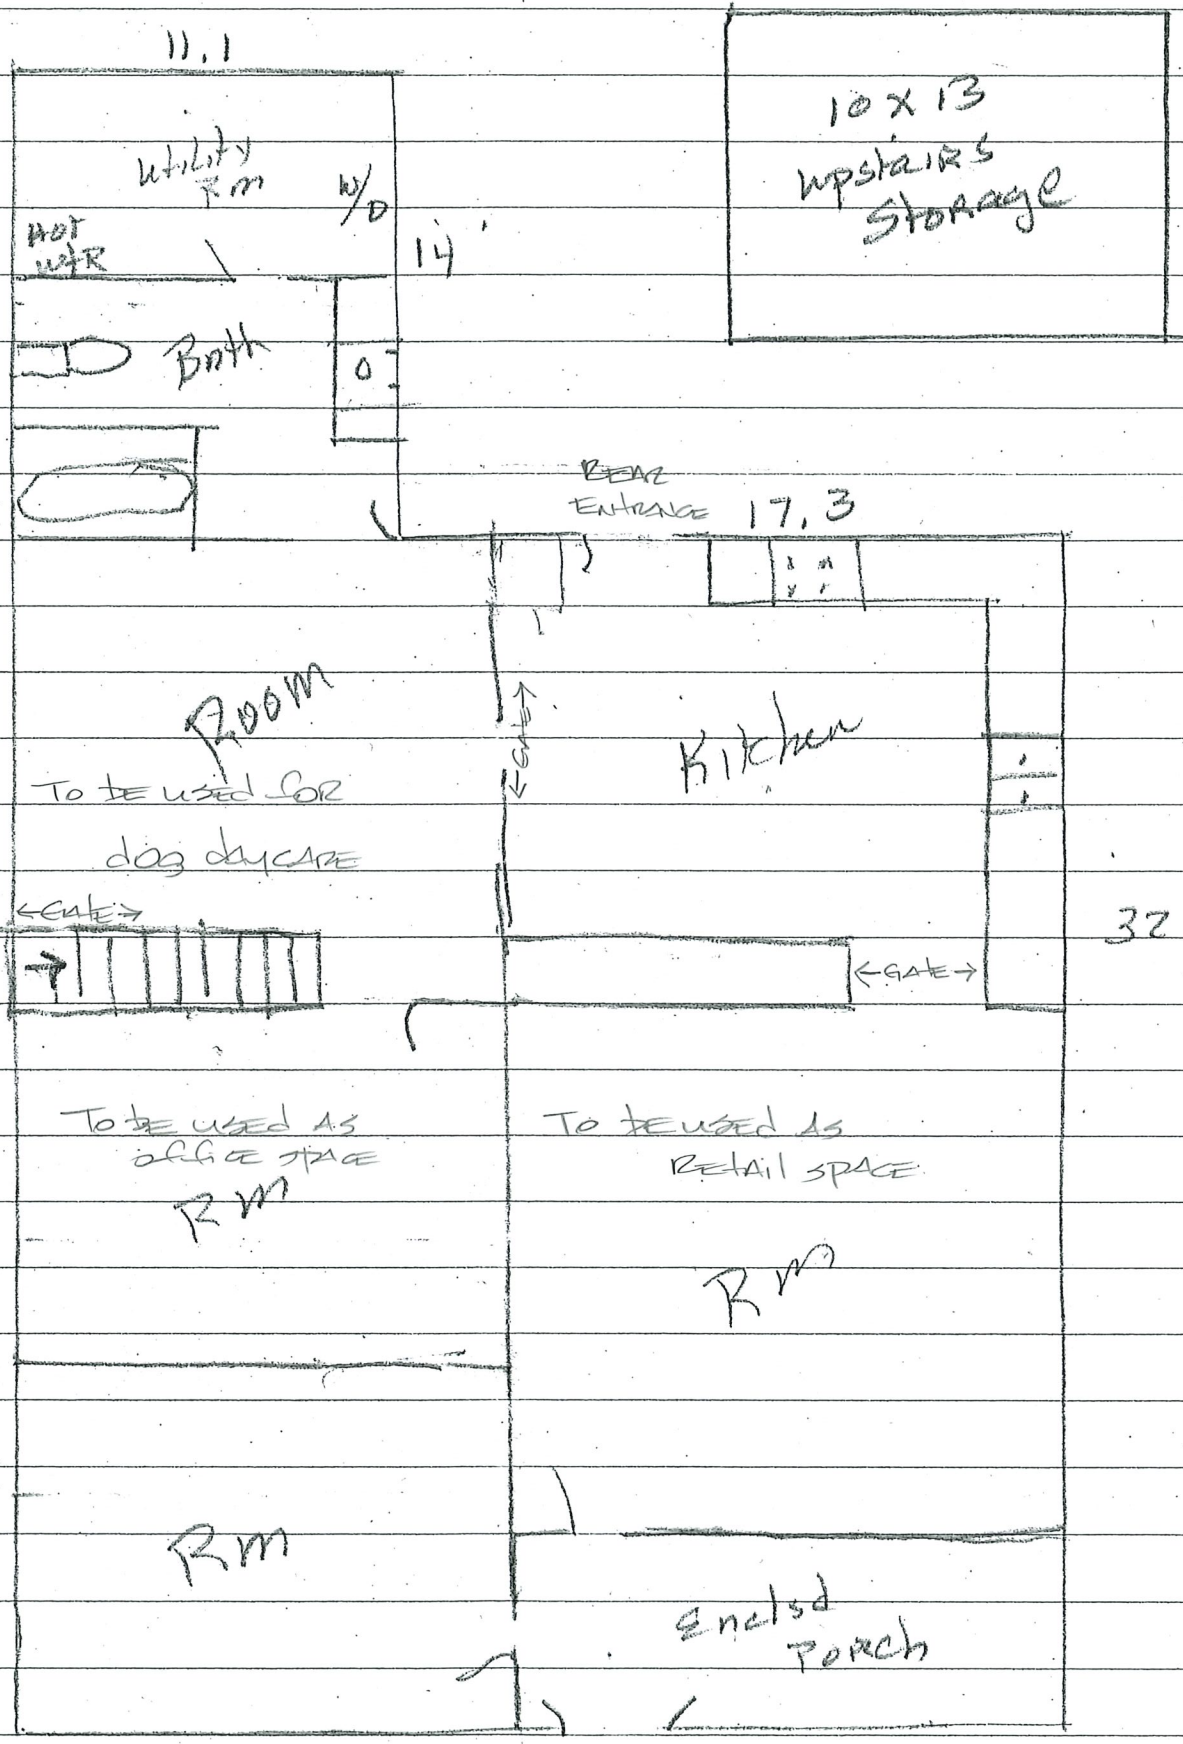 11.1
10 x 13
upstairs
Storage
Utility
Rm
W/D
HOT
WtR
14'
Bath
REAR
ENTRANCE
17.3
Room
<-GATE->
Kitchen
To BE USED FOR
dog daycARE
<-GAtE->
32
<-GAtE->
To BE USEd AS
officE SPACE
Rm
To BE USEd AS
REtAil SPACE
Rm
Rm
Enclsd
Porch